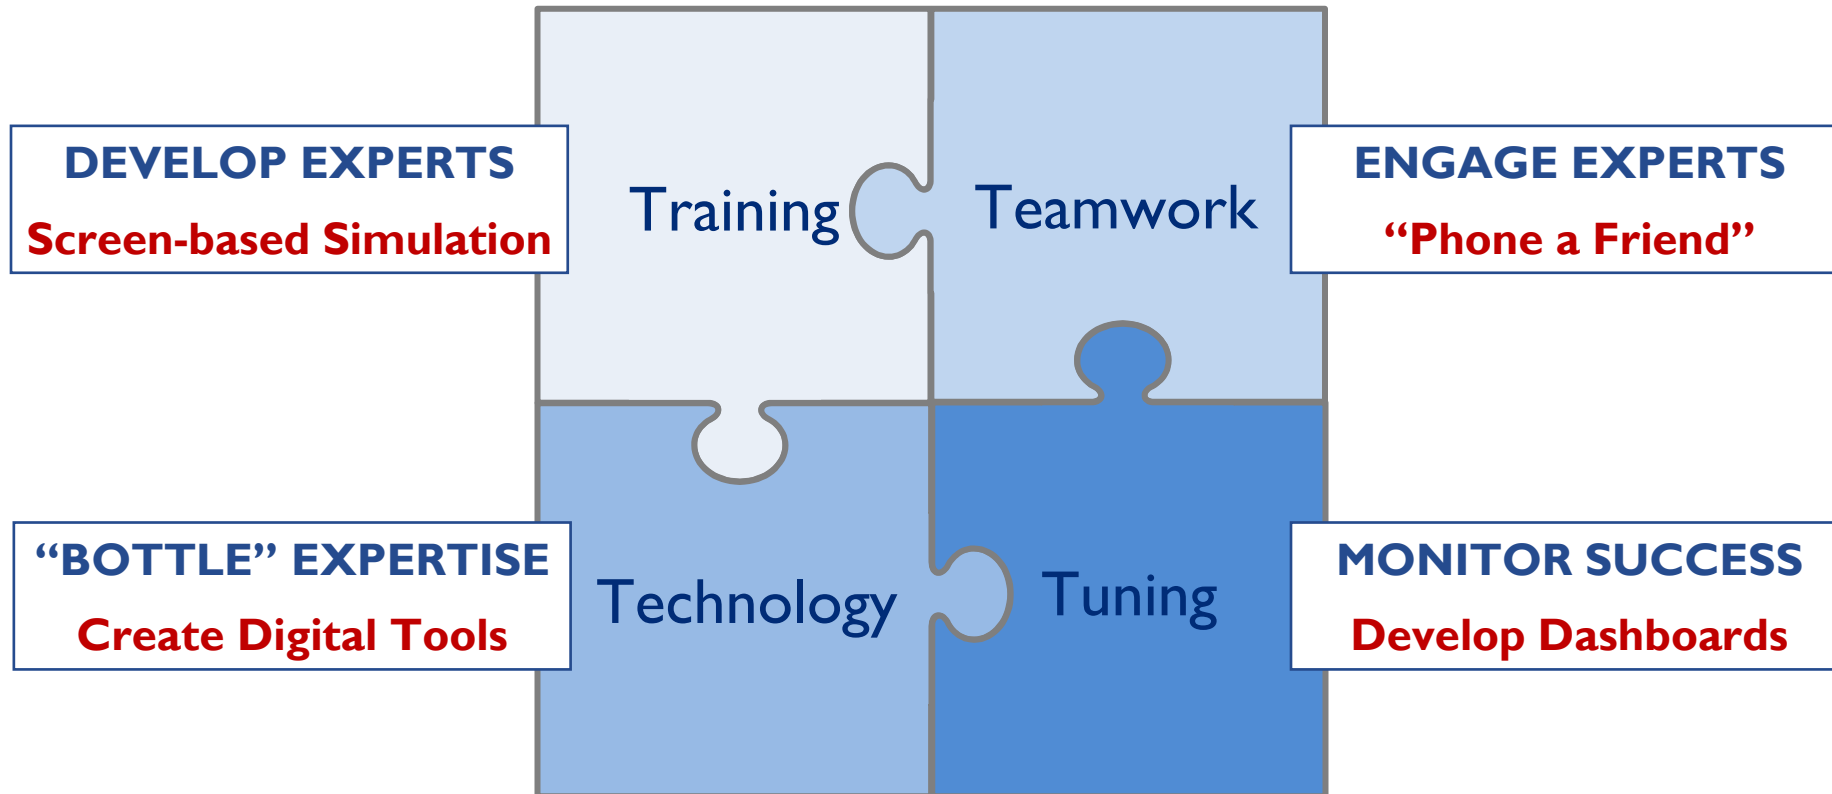 DEVELOP EXPERTS
Screen-based Simulation
Training
Teamwork
ENGAGE EXPERTS
“Phone a Friend”
“BOTTLE” EXPERTISE
Create Digital Tools
Technology
Tuning
MONITOR SUCCESS
Develop Dashboards